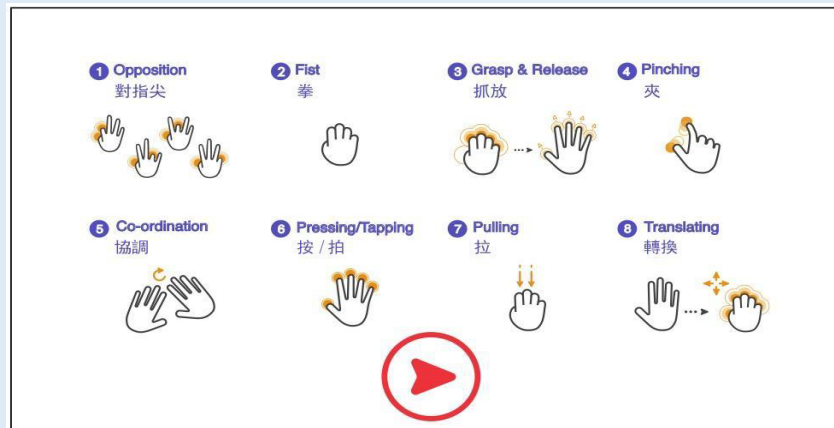 1 Opposition
對指尖
2 Fist
拳
3 Grasp & Release
抓放
4 Pinching
夾
5 Co-ordination
協調
6 Pressing/Tapping
按 / 拍
7 Pulling
拉
8 Translating
轉換